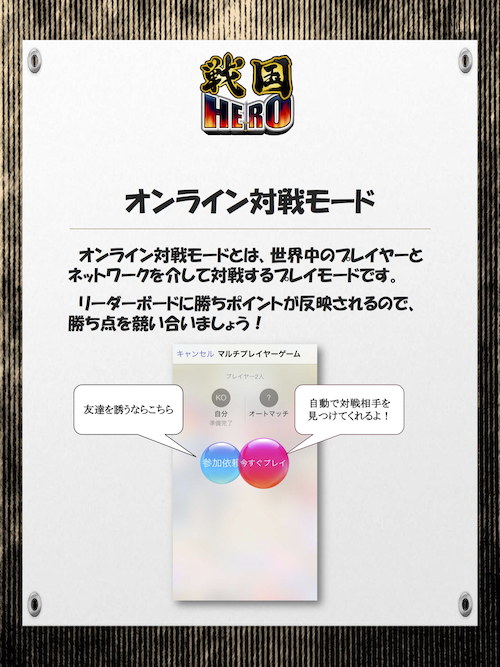 戦国
HERO
オンライン対戦モード
オンライン対戦モードとは、世界中のプレイヤーと
ネットワークを介して対戦するプレイモードです。
リーダーボードに勝ちポイントが反映されるので、
勝ち点を競い合いましょう！
キャンセル マルチプレイヤーゲーム
プレイヤー2人
KO ?
自分 オートマッチ
準備完了
友達を誘うならこちら
自動で対戦相手を
見つけてくれるよ！
参加依頼 今すぐプレイ